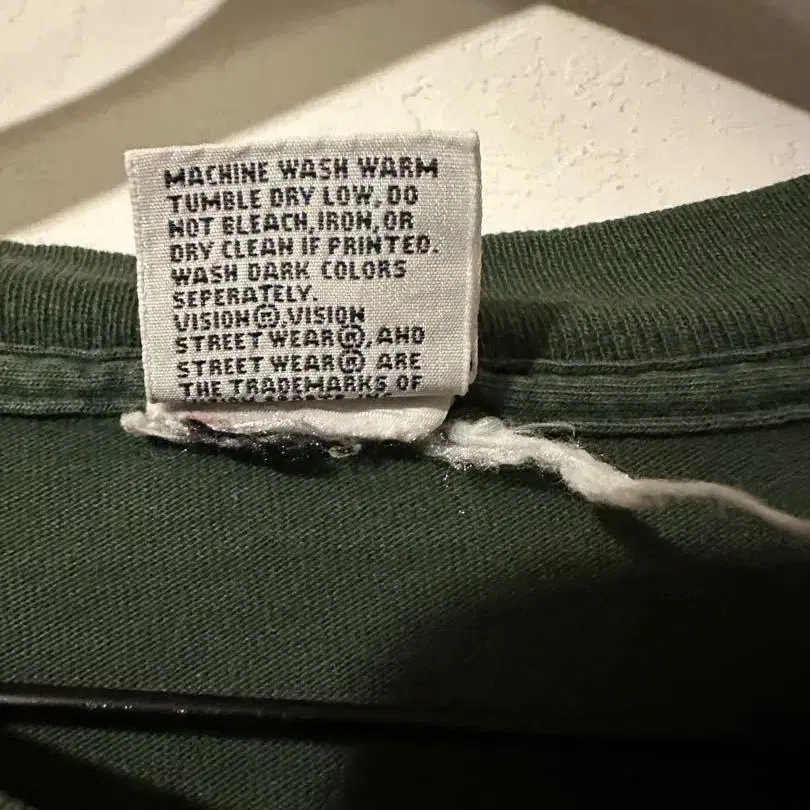 MACHINE WASH WARM
TUMBLE DRY LOW, DO
NOT BLEACH, IRON, OR
DRY CLEAN IF PRINTED.
WASH DARK COLORS
SEPERATELY.
VISION®, VISION
STREET WEAR®, AND
STREET WEAR® ARE
THE TRADEMARKS OF